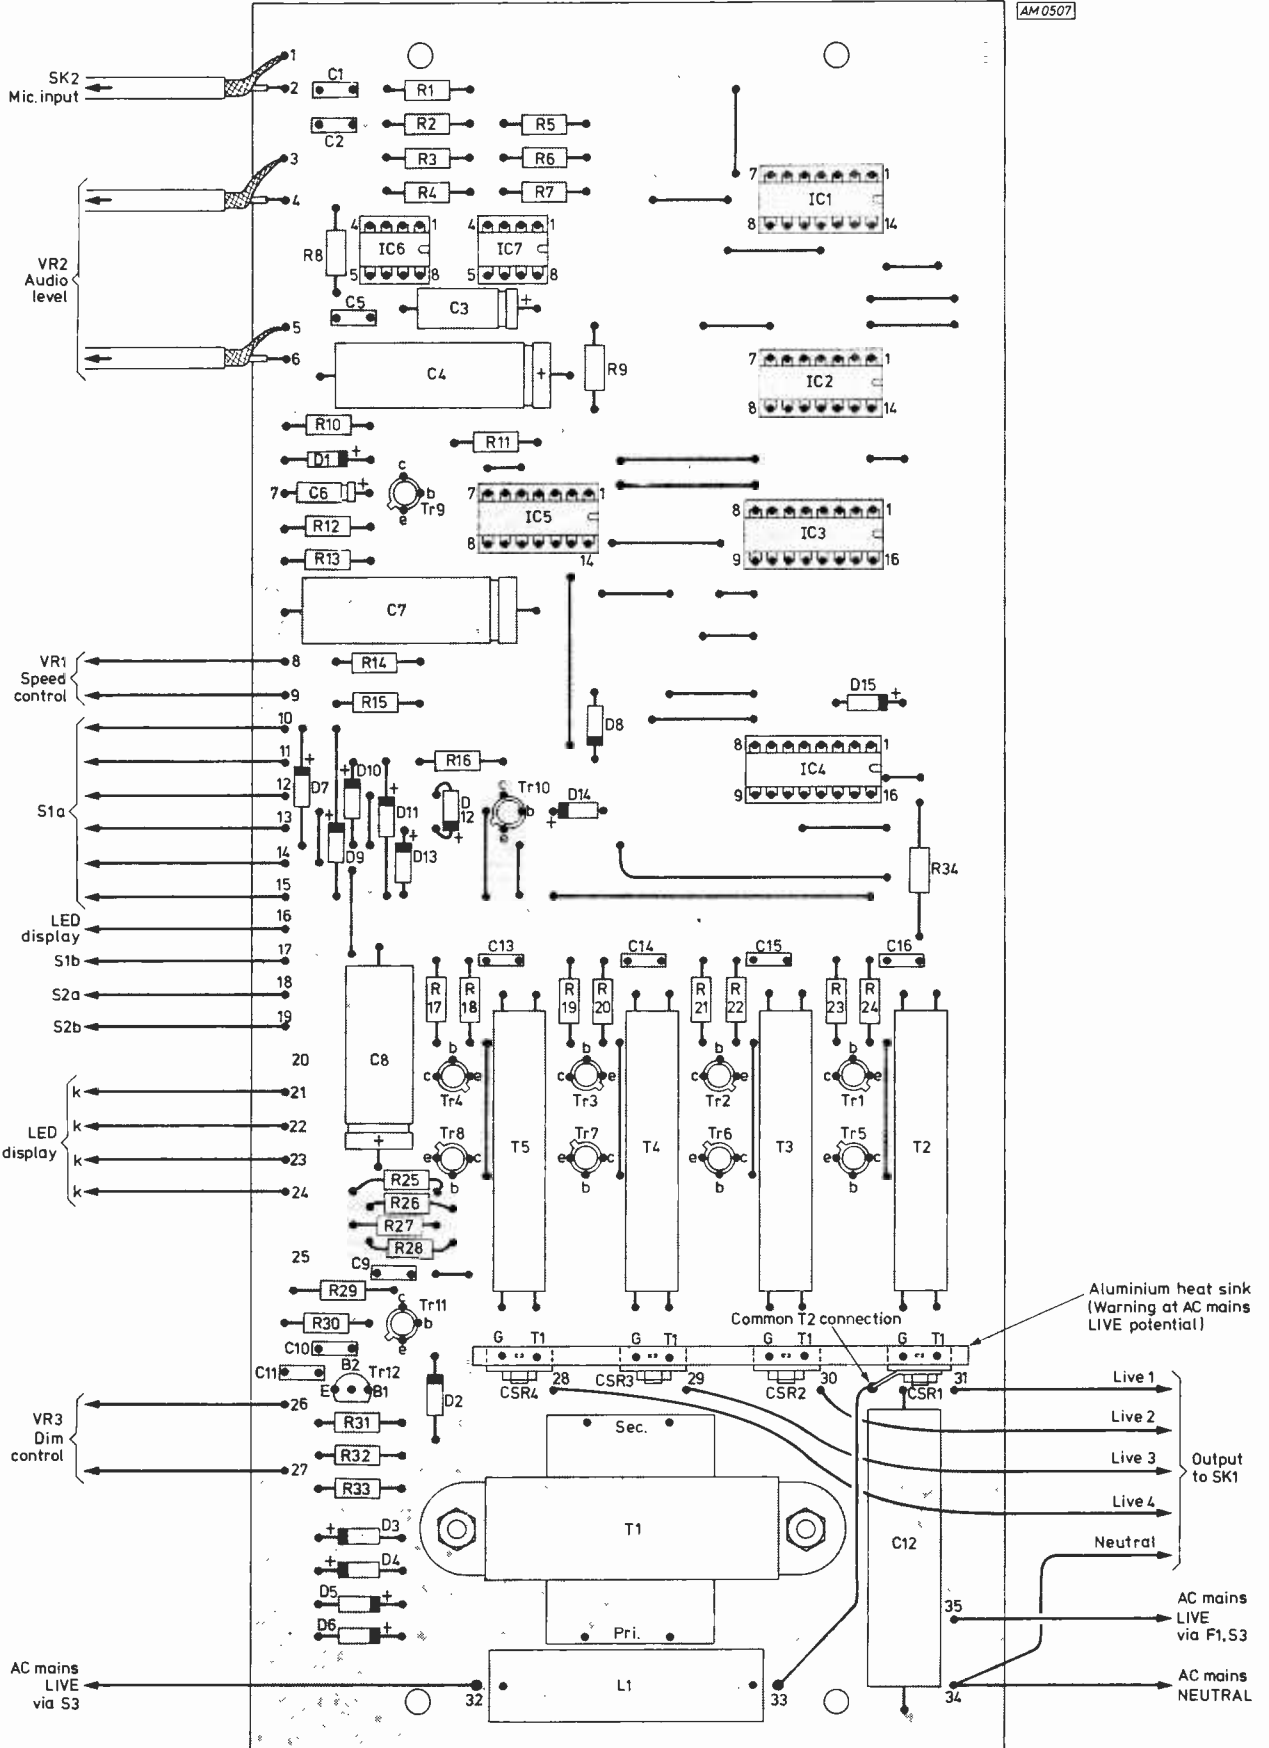 AM 0507
1
SK2
Mic. input
2
C1
R1
C2
R2
R5
3
R3
R6
4
R4
R7
7 1
IC1
8 14
VR2
Audio
level
R8
4 1
IC6
5 8
4 1
IC7
5 8
C5
C3
+
5
6
C4
+
R9
7 1
IC2
8 14
R10
R11
D1
+
7
C6
+
c
b
e
Tr9
7 1
IC5
8
14
8 1
IC3
9 16
R12
R13
C7
VR1
Speed
control
8
R14
9
R15
D8
D15
+
S1a
10
11
12
13
14
15
+
D7
+
D10
+
D9
+
D11
D13
+
R16
D
12
+
Tr10
c
b
e
D14
+
8 1
IC4
9 16
R34
LED
display
16
S1b
17
S2a
18
S2b
19
20
C13
C14
C15
C16
R
17
R
18
R
19
R
20
R
21
R
22
R
23
R
24
C8
+
b
c e
Tr4
b
c e
Tr3
b
c e
Tr2
b
c e
Tr1
LED
display
k
21
k
22
k
23
k
24
Tr8
e c
b
T5
Tr7
e c
b
T4
Tr6
e c
b
T3
Tr5
e c
b
T2
R25
R26
R27
R28
25
C9
R29
c
Tr11
b
e
R30
C10
C11
B2
Tr12
E
B1
Common T2 connection
Aluminium heat sink
(Warning at AC mains
LIVE potential)
G T1
G T1
G T1
G T1
CSR4
28
CSR3
29
CSR2
30
CSR1
31
D2
VR3
Dim
control
26
R31
R32
27
R33
Sec.
T1
Pri.
C12
Live 1
Live 2
Live 3
Live 4
Neutral
Output
to SK1
+
D3
+
D4
D5
+
D6
+
35
AC mains
LIVE
via F1,S3
AC mains
LIVE
via S3
32
L1
33
34
AC mains
NEUTRAL